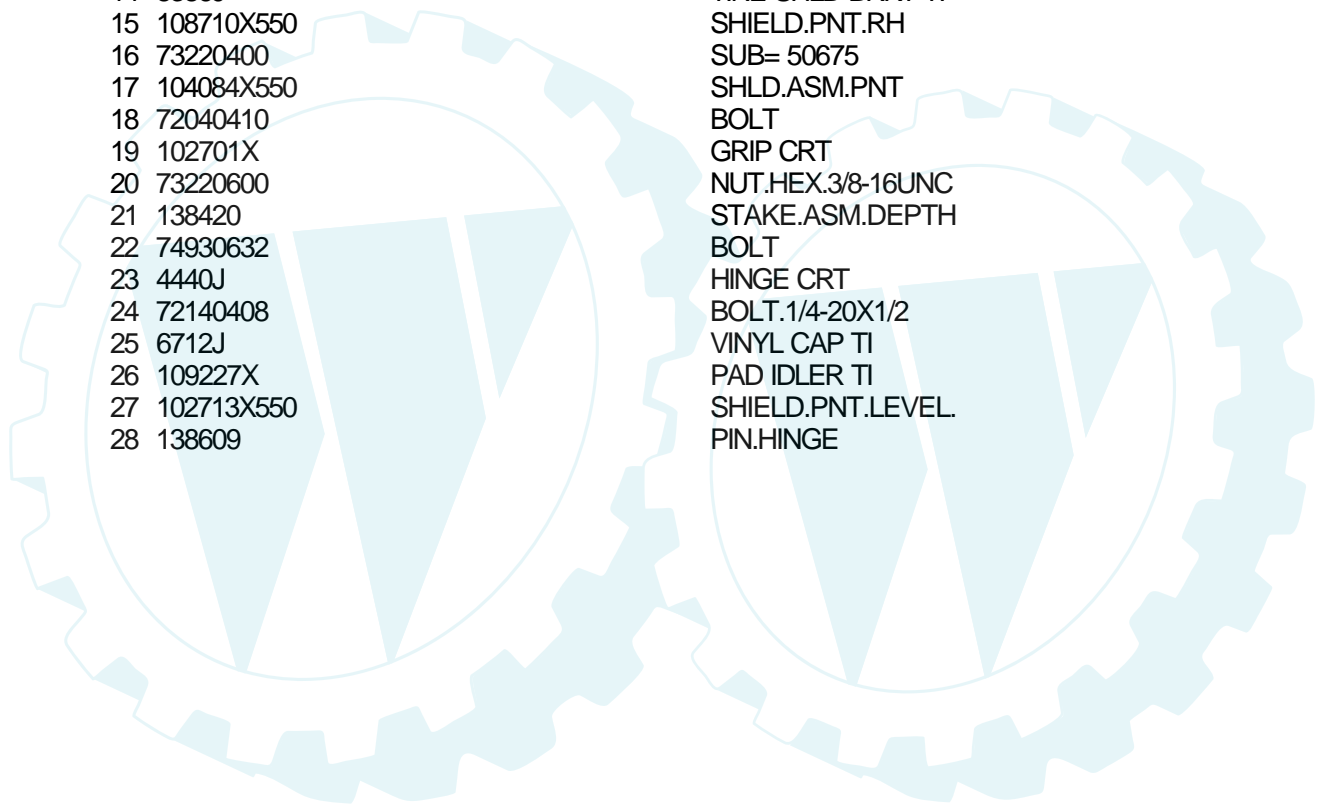 15 108710X550 SHIELD.PNT.RH
16 73220400 SUB= 50675
17 104084X550 SHLD.ASM.PNT
18 72040410 BOLT
19 102701X GRIP CRT
20 73220600 NUT.HEX.3/8-16UNC
21 138420 STAKE.ASM.DEPTH
22 74930632 BOLT
23 4440J HINGE CRT
24 72140408 BOLT.1/4-20X1/2
25 6712J VINYL CAP TI
26 109227X PAD IDLER TI
27 102713X550 SHIELD.PNT.LEVEL.
28 138609 PIN.HINGE